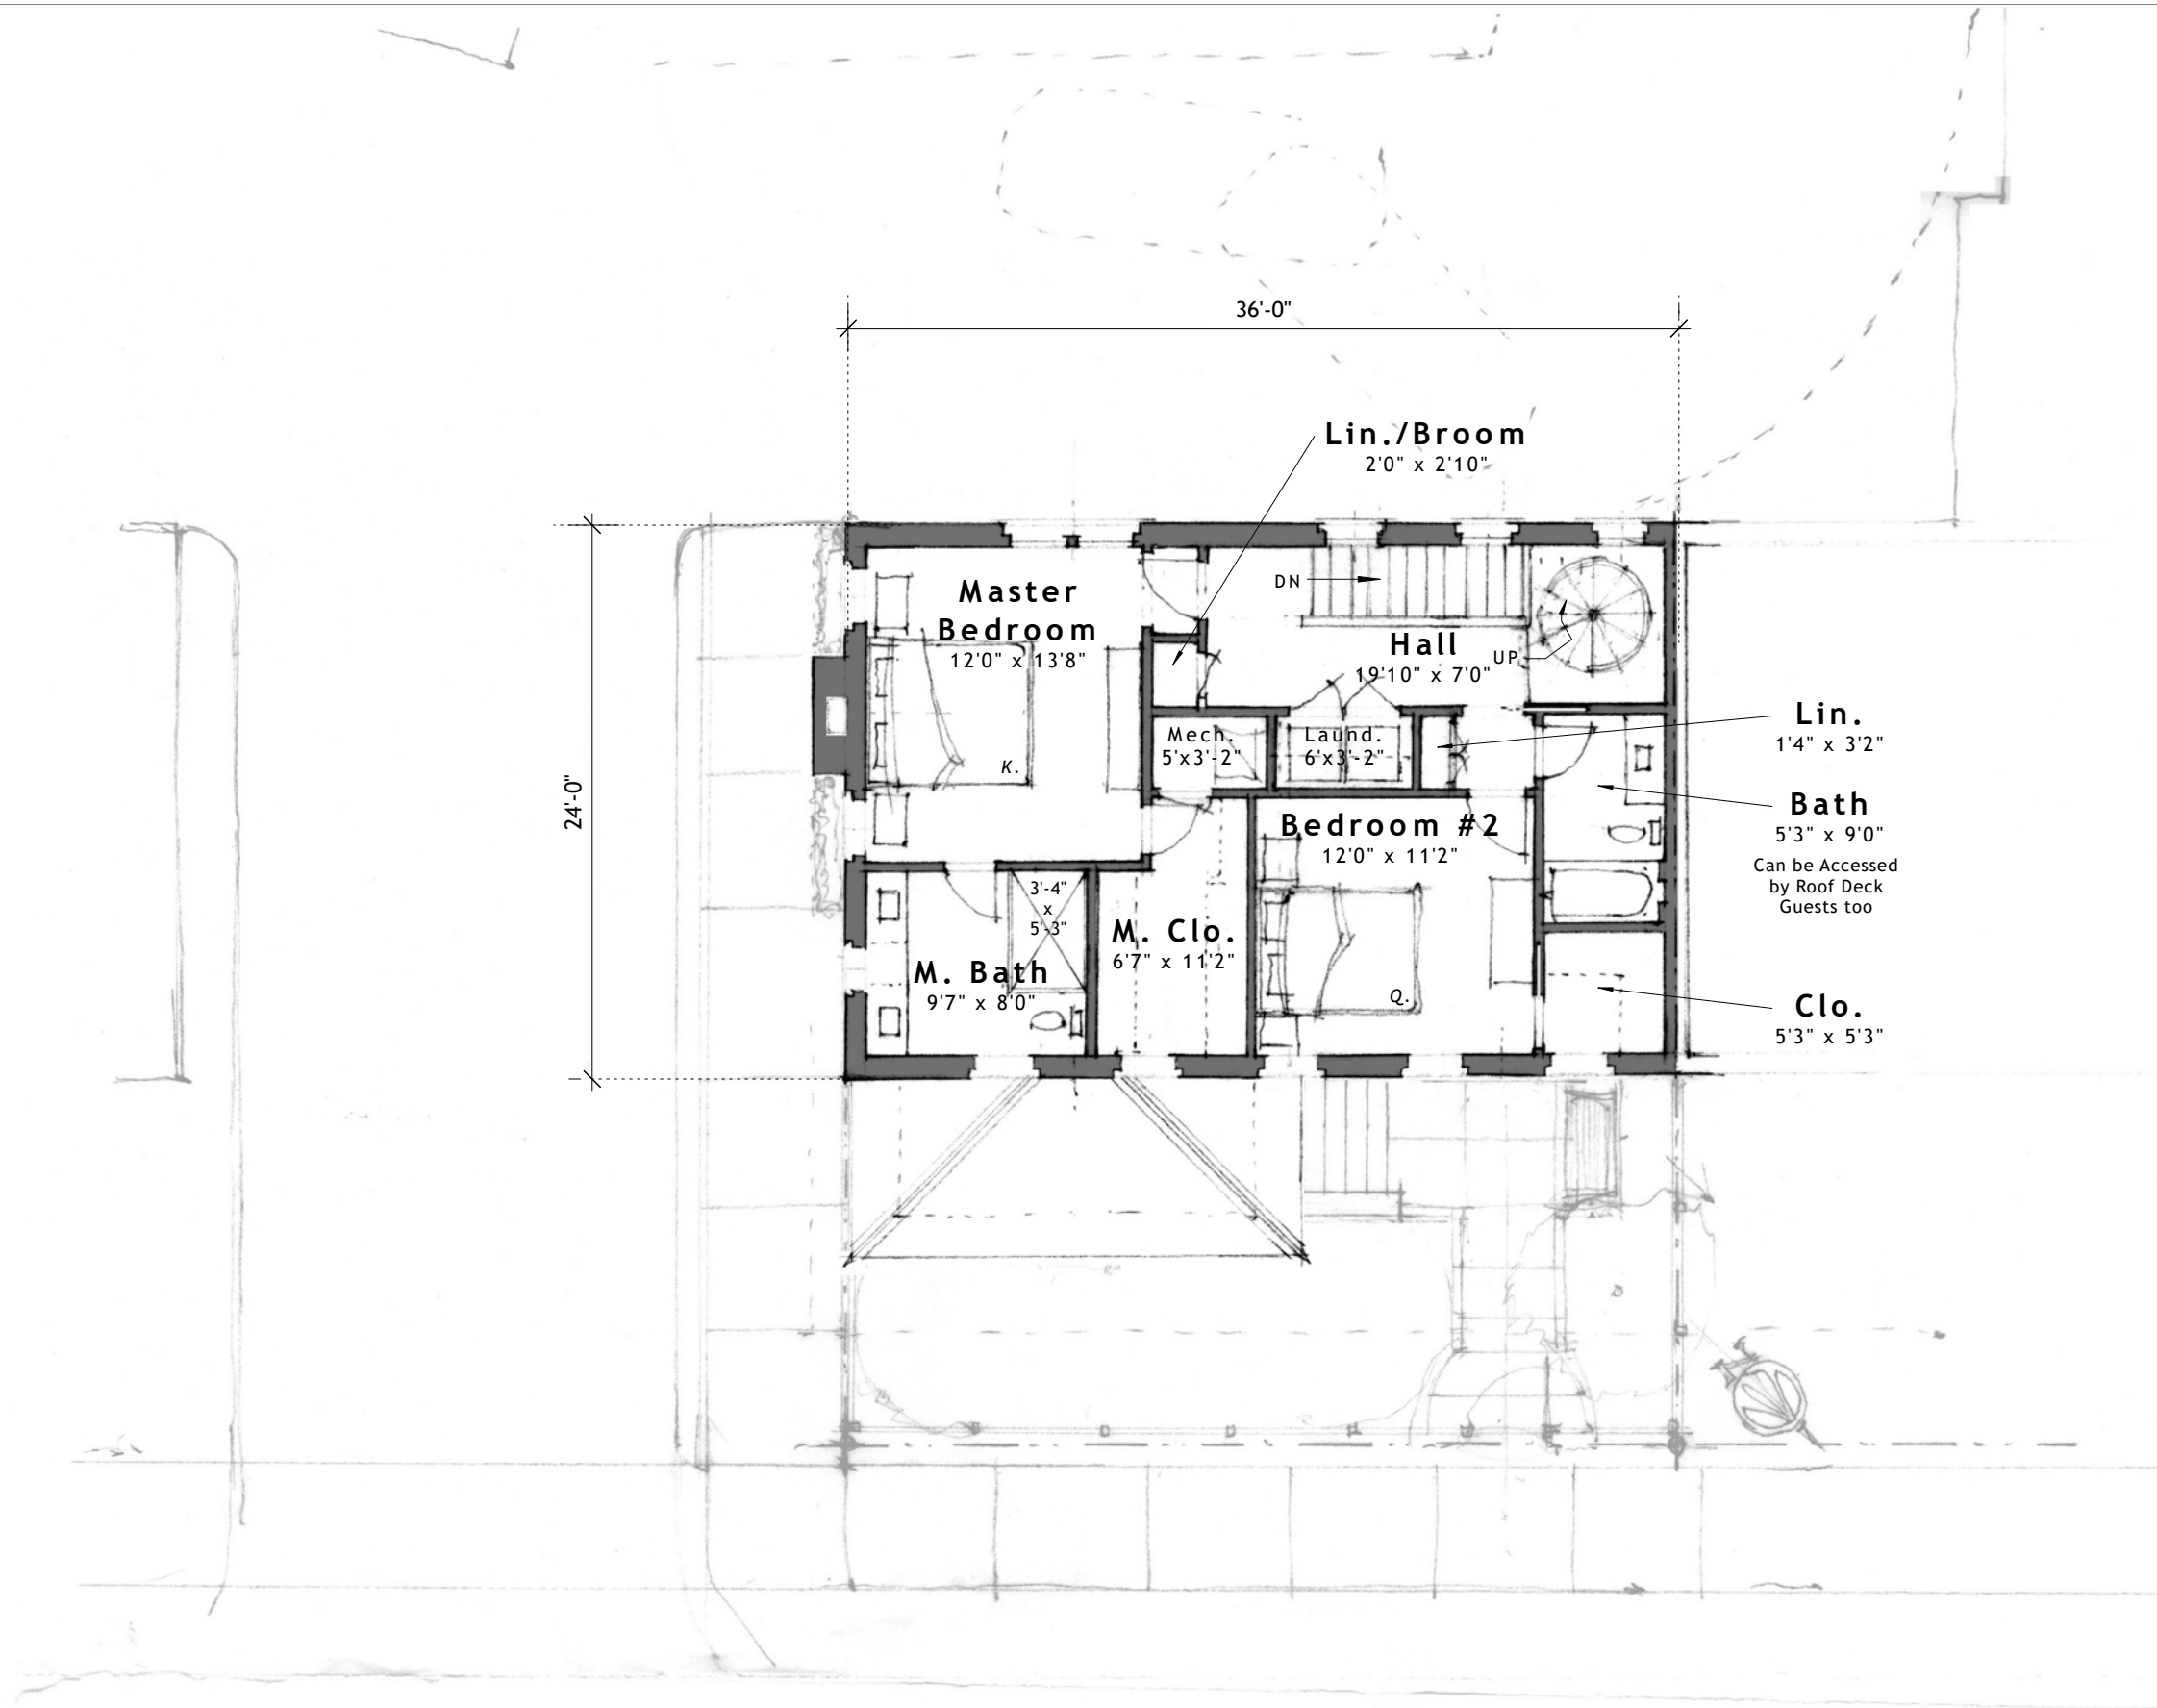 36'-0"
Lin./Broom
2'0" x 2'10"
24'-0"
Master
Bedroom
12'0" x 13'8"
K.
DN
Hall
19'10" x 7'0"
UP
Mech.
5'x3'-2"
Laund.
6'x3'-2"
Lin.
1'4" x 3'2"
Bath
5'3" x 9'0"
Can be Accessed
by Roof Deck
Guests too
Bedroom #2
12'0" x 11'2"
Q.
3'-4"
x
5'-3"
M. Clo.
6'7" x 11'2"
M. Bath
9'7" x 8'0"
Clo.
5'3" x 5'3"